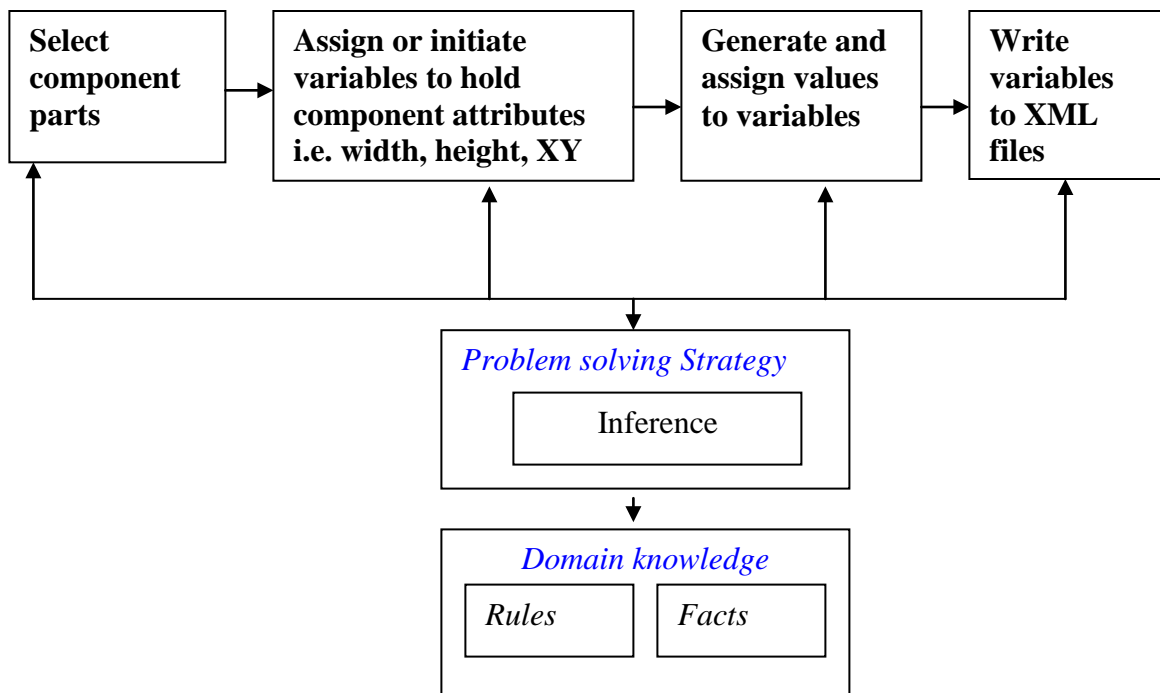 Select
component
parts
Assign or initiate
variables to hold
component attributes
i.e. width, height, XY
Generate and
assign values
to variables
Write
variables
to XML
files
Problem solving Strategy
Inference
Domain knowledge
Rules
Facts